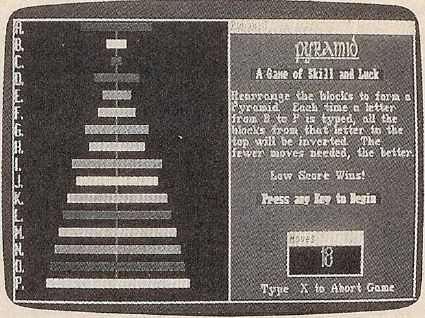 A.
B.
C.
D.
E.
F.
G.
H.
I.
J.
K.
L.
M.
N.
O.
P.
Pyramid
PYRAMID
A Game of Skill and Luck
Rearrange the blocks to form a
Pyramid. Each time a letter
from B to P is typed, all the
blocks from that letter to the
top will be inverted. The
fewer moves needed, the better.
Low Score Wins!
Press any Key to Begin
Moves
18
Type X to Abort Game